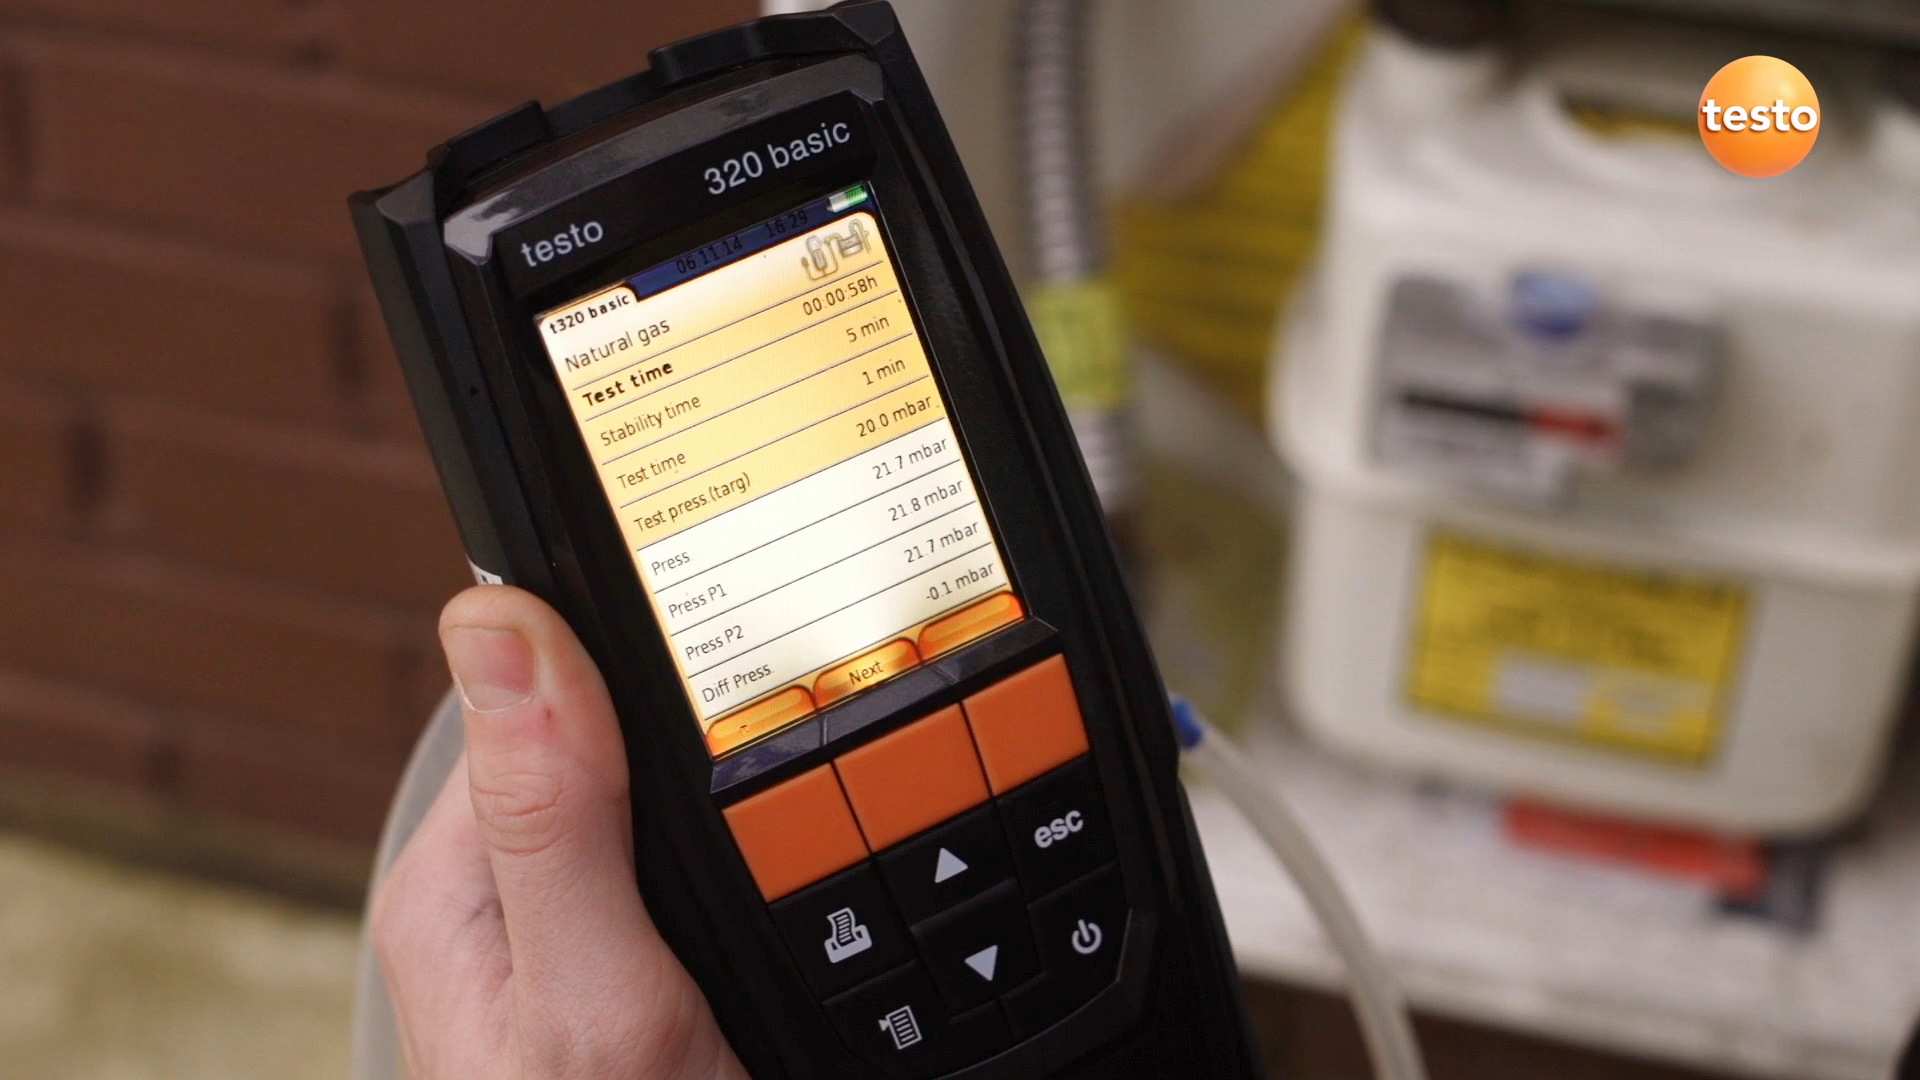 testo
320 basic
testo
06.11.14 16:29
t320 basic
Natural gas
Test time 00:00:58h
Stability time 5 min
Test time 1 min
Test press.(targ) 20.0 mbar
Press. 21.7 mbar
Press P1 21.8 mbar
Press P2 21.7 mbar
Diff Press. -0.1 mbar
Next
esc